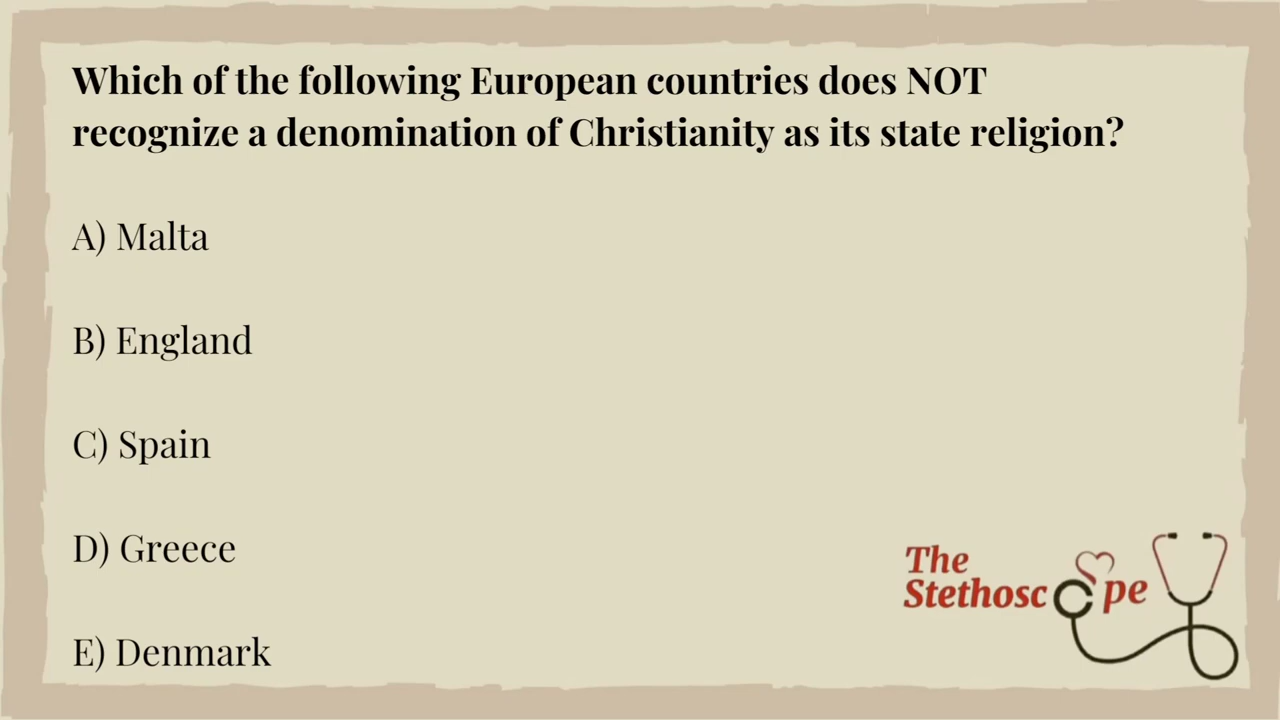 Which of the following European countries does NOT
recognize a denomination of Christianity as its state religion?
A) Malta
B) England
C) Spain
D) Greece
E) Denmark
The
Stethoscope